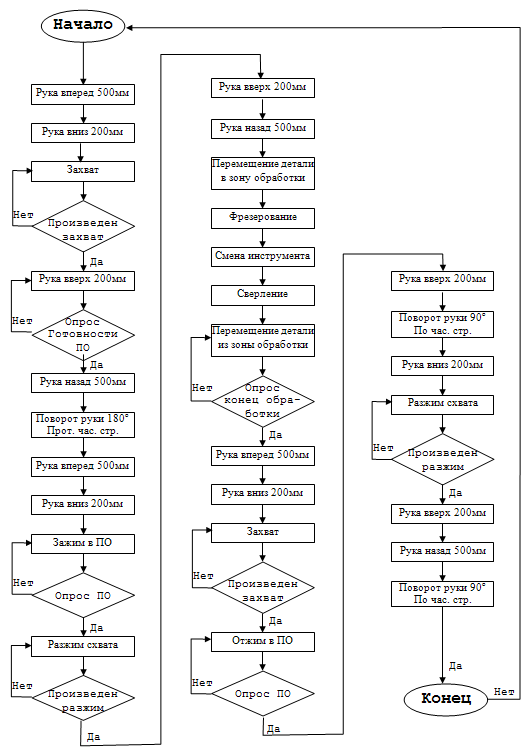 Начало
Рука вперед 500мм
Рука вниз 200мм
Захват
Нет
Произведен
захват
Да
Рука вверх 200мм
Нет
Опрос
Готовности
ПО
Да
Рука назад 500мм
Поворот руки 180°
Прот. час. стр.
Рука вперед 500мм
Рука вниз 200мм
Зажим в ПО
Нет
Опрос ПО
Да
Разжим схвата
Нет
Произведен
разжим
Да
Рука вверх 200мм
Рука назад 500мм
Перемещение детали
в зону обработки
Фрезерование
Смена инструмента
Сверление
Перемещение детали
из зоны обработки
Нет
Опрос
конец обра-
ботки
Да
Рука вперед 500мм
Рука вниз 200мм
Захват
Нет
Произведен
захват
Да
Отжим в ПО
Нет
Опрос ПО
Да
Рука вверх 200мм
Поворот руки 90°
По час. стр.
Рука вниз 200мм
Разжим схвата
Нет
Произведен
разжим
Да
Рука вверх 200мм
Рука назад 500мм
Поворот руки 90°
По час. стр.
Да
Конец
Нет